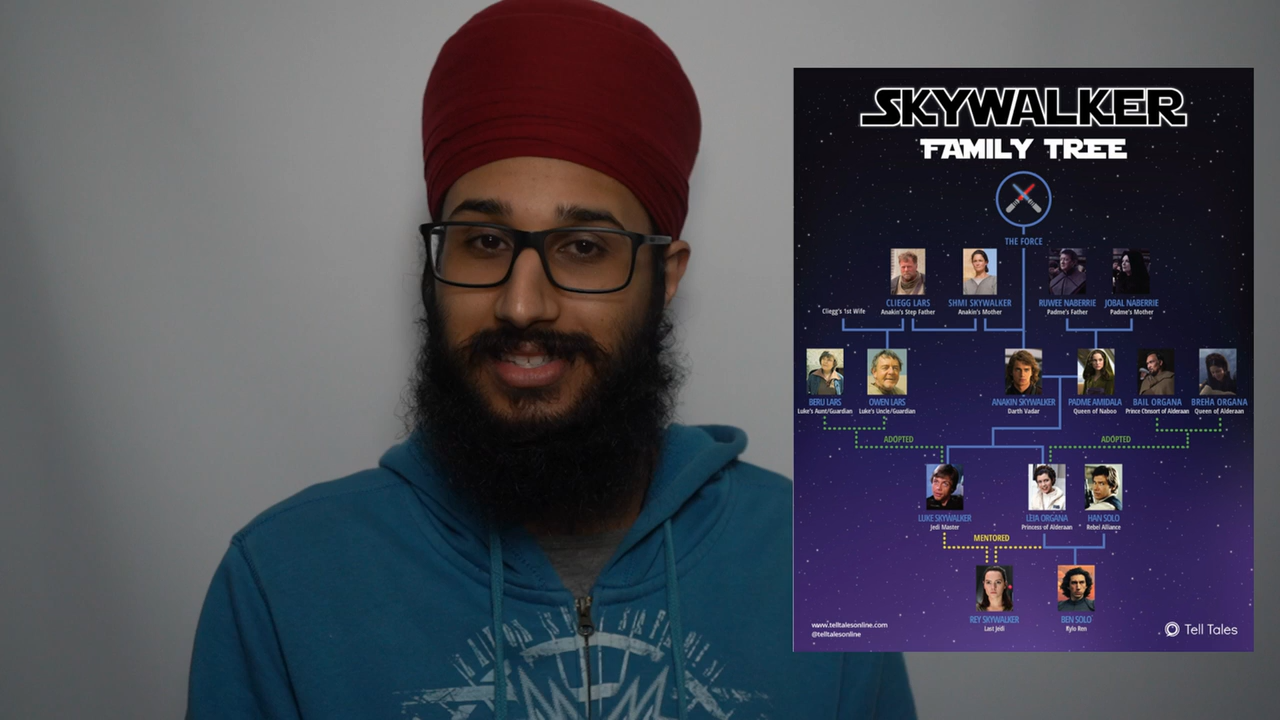 SKYWALKER
FAMILY TREE
THE FORCE
CLIEGG LARS
Anakin's Step Father
SHMI SKYWALKER
Anakin's Mother
RUWEE NABERRIE
Padme's Father
JOBAL NABERRIE
Padme's Mother
Cliegg's 1st Wife
BERU LARS
Luke's Aunt/Guardian
OWEN LARS
Luke's Uncle/Guardian
ANAKIN SKYWALKER
Darth Vadar
PADME AMIDALA
Queen of Naboo
BAIL ORGANA
Prince Consort of Alderaan
BREHA ORGANA
Queen of Alderaan
ADOPTED
ADOPTED
LUKE SKYWALKER
Jedi Master
LEIA ORGANA
Princess of Alderaan
HAN SOLO
Rebel Alliance
MENTORED
REY SKYWALKER
Last Jedi
BEN SOLO
Kylo Ren
www.telltalesonline.com
@telltalesonline
Tell Tales